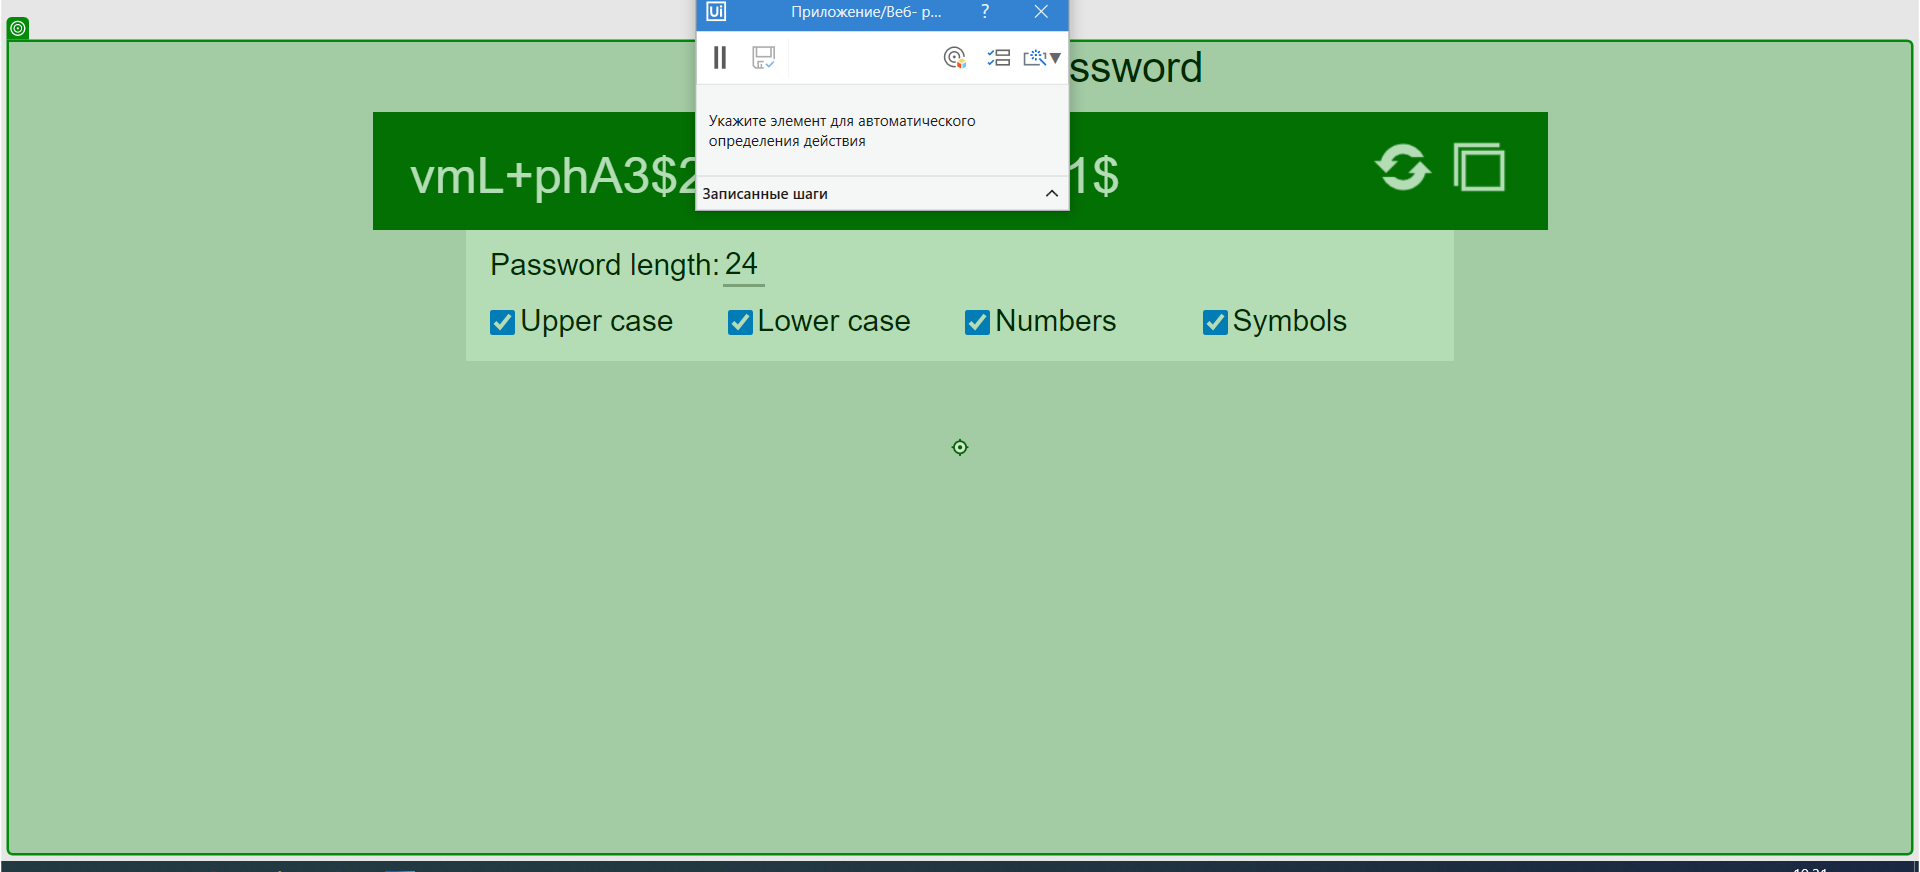 Ui Приложение/Веб- р... ?
ssword
Укажите элемент для автоматического
определения действия
vmL+phA3$2
1$
Записанные шаги
Password length: 24
Upper case Lower case Numbers Symbols